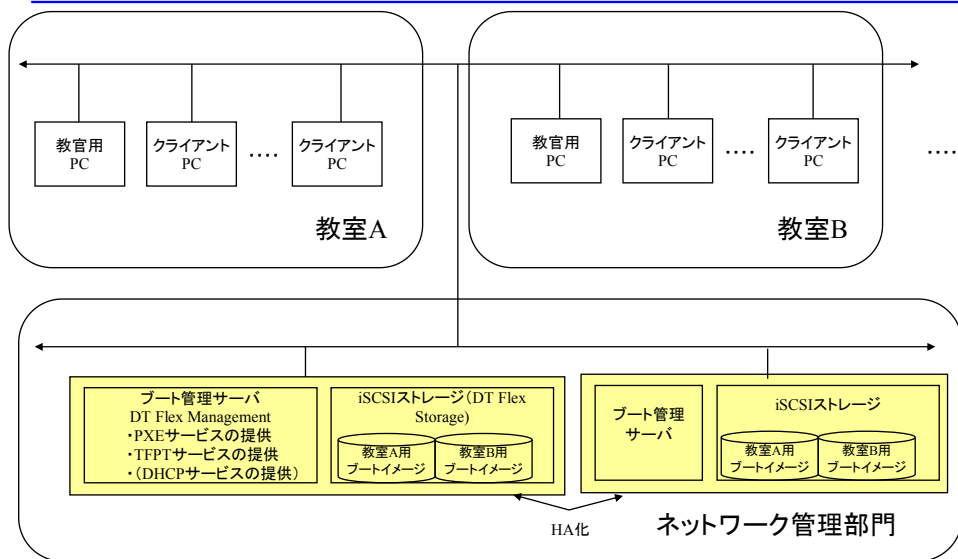 教官用
PC
クライアント
PC
‥‥
クライアント
PC
教室A
教官用
PC
クライアント
PC
‥‥
クライアント
PC
‥‥
教室B
ブート管理サーバ
DT Flex Management
・PXEサービスの提供
・TFPTサービスの提供
・(DHCPサービスの提供)
iSCSIストレージ(DT Flex
Storage)
教室A用
ブートイメージ
教室B用
ブートイメージ
ブート管理
サーバ
iSCSIストレージ
教室A用
ブートイメージ
教室B用
ブートイメージ
HA化
ネットワーク管理部門